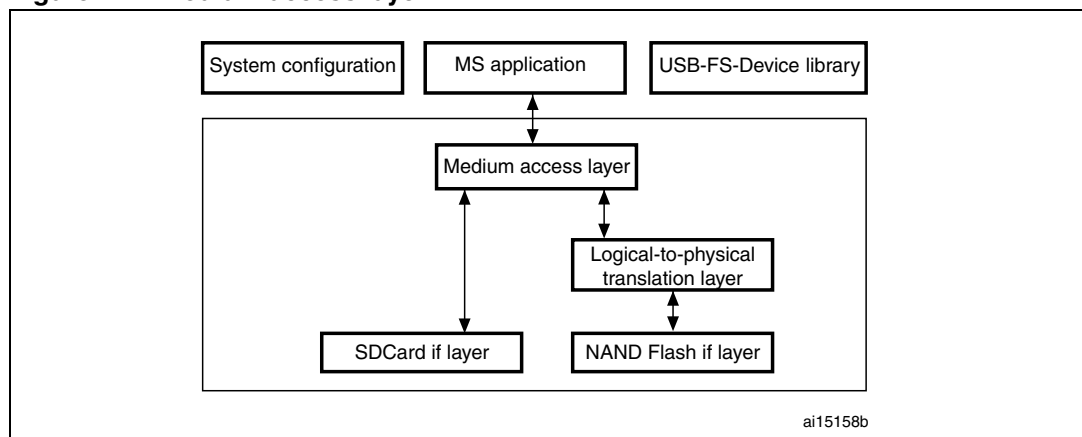 System configuration
MS application
USB-FS-Device library
Medium access layer
Logical-to-physical
translation layer
SDCard if layer
NAND Flash if layer
ai15158b